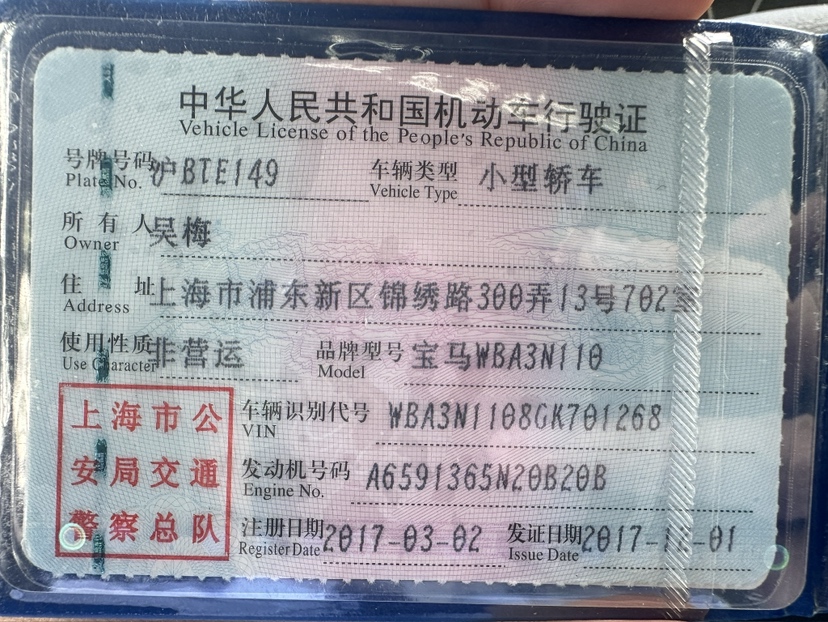 中华人民共和国机动车行驶证
Vehicle License of the People's Republic of China
号牌号码 沪BTE149 车辆类型 小型轿车
Plate No. Vehicle Type
所有人 吴梅
Owner
住址 上海市浦东新区锦绣路300弄13号702室
Address
使用性质 非营运 品牌型号 宝马WBA3N110
Use Character Model
上海市公
安局交通
警察总队
车辆识别代号 WBA3N1108GK701268
VIN
发动机号码 A6591365N20B20B
Engine No.
注册日期 2017-03-02 发证日期
Register Date Issue Date